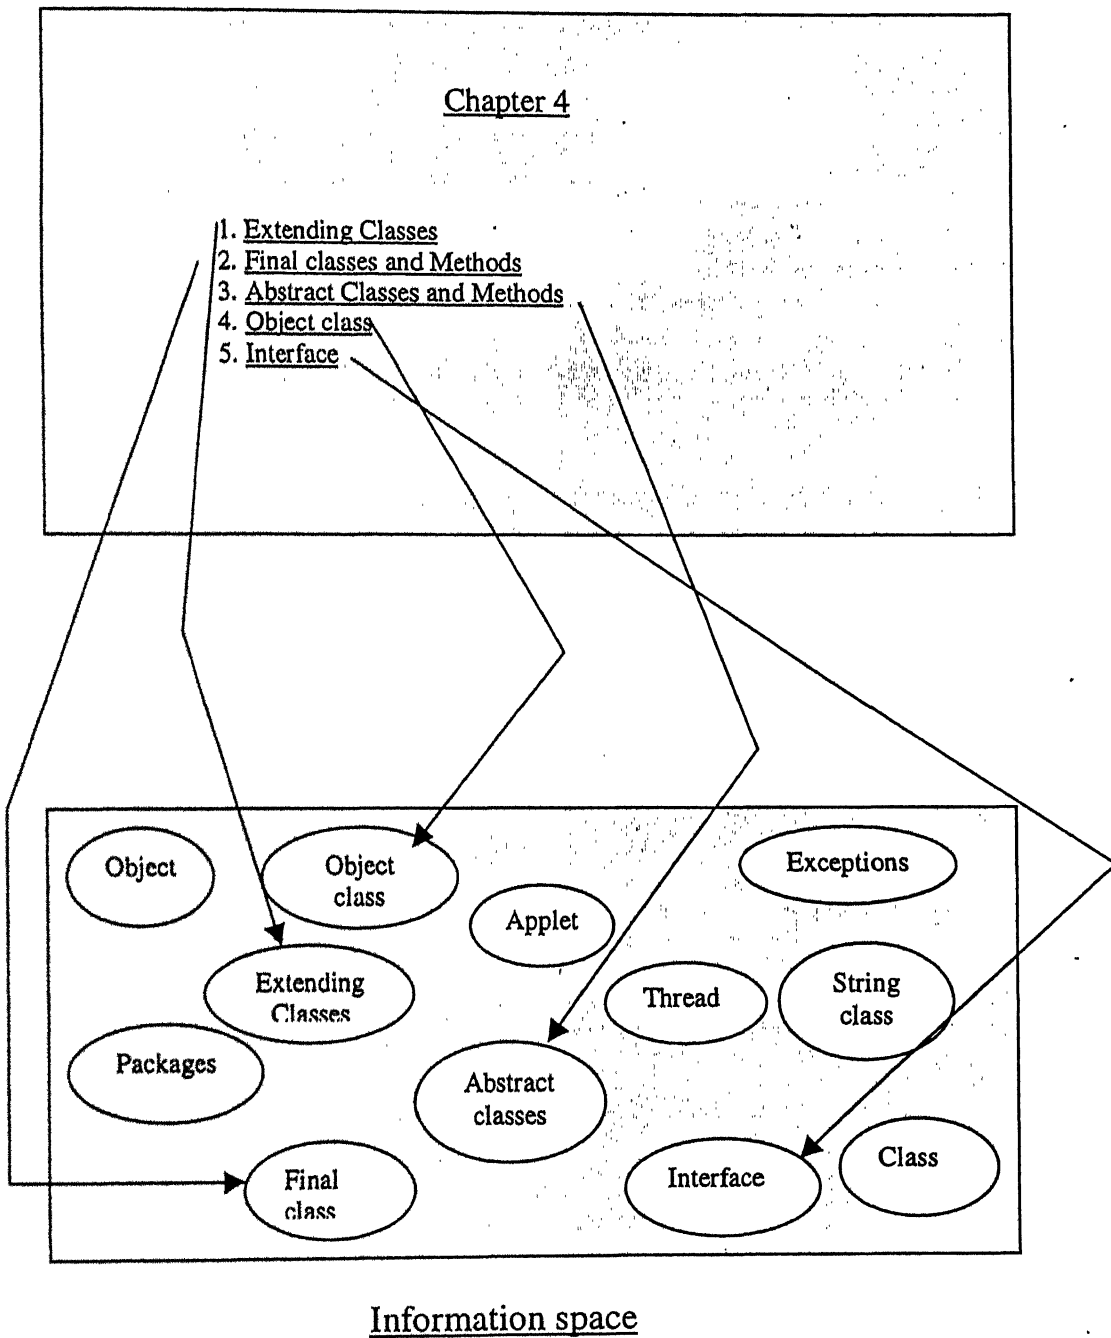 Chapter 4
1. Extending Classes
2. Final classes and Methods
3. Abstract Classes and Methods
4. Object class
5. Interface
Object
Object
class
Exceptions
Applet
Extending
Classes
Thread
String
class
Packages
Abstract
classes
Final
class
Interface
Class
Information space